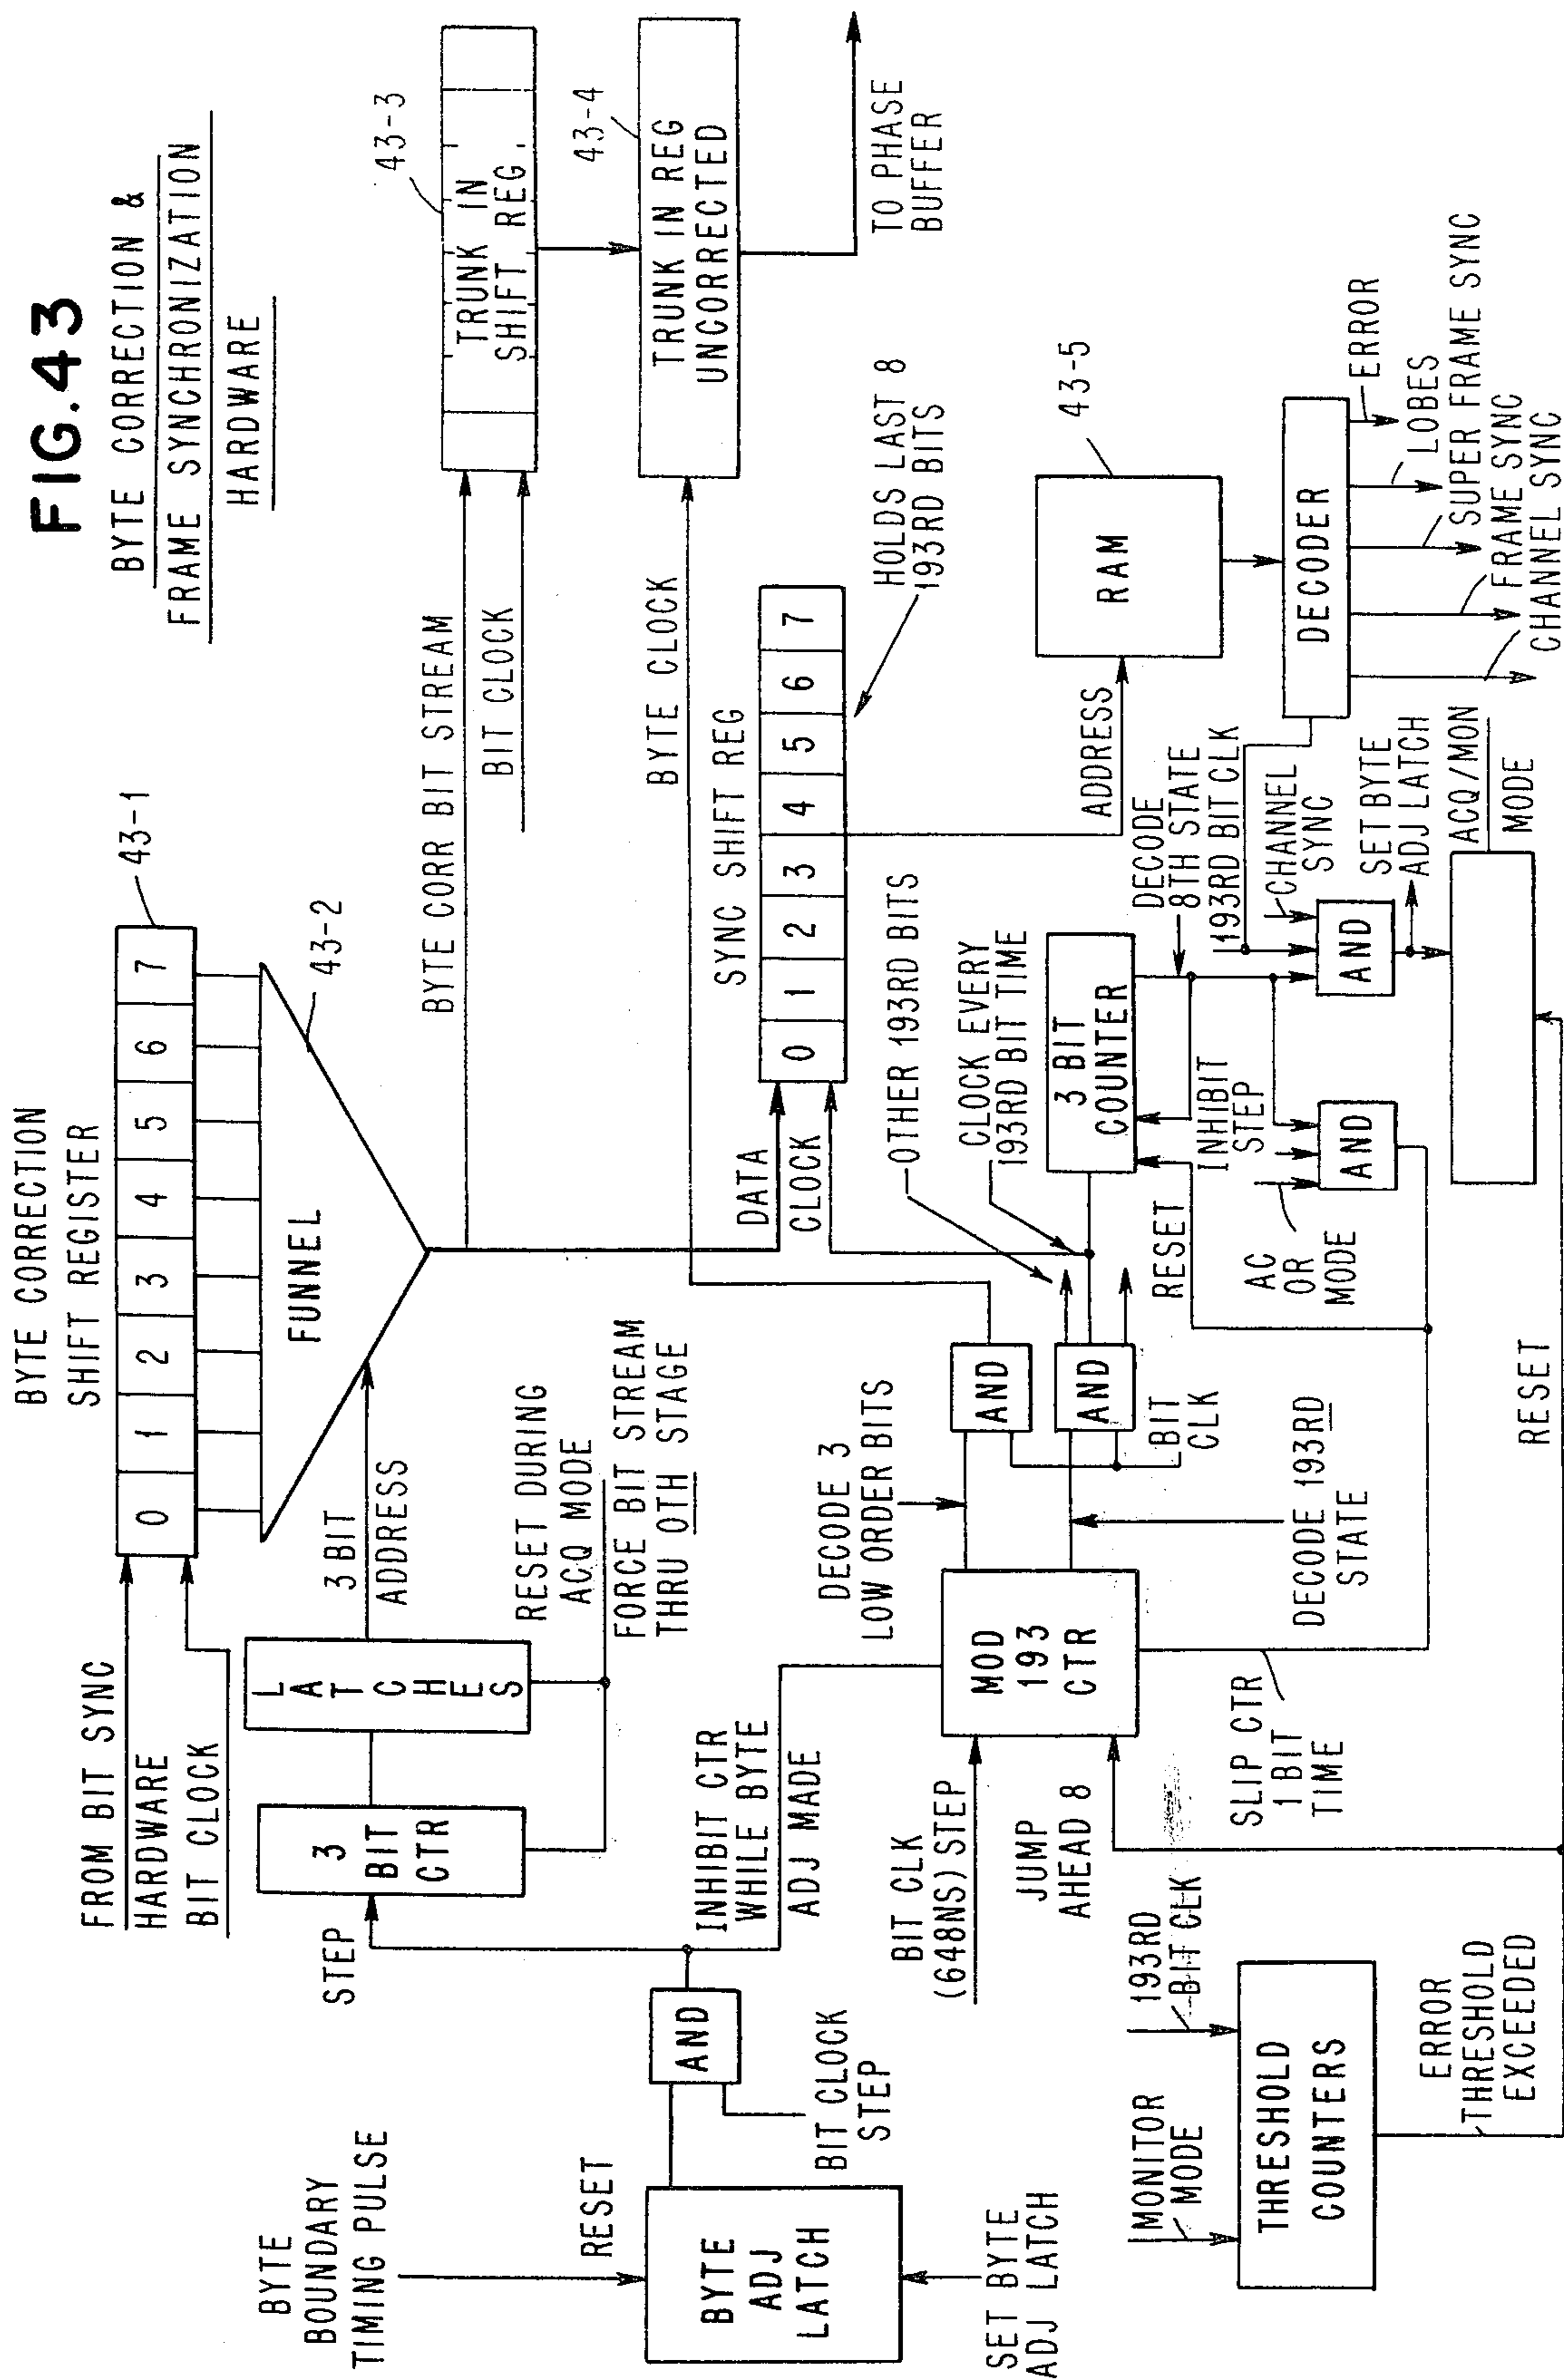 FIG.43
BYTE CORRECTION &
FRAME SYNCHRONIZATION
HARDWARE
BYTE CORRECTION
SHIFT REGISTER
43-1
0 1 2 3 4 5 6 7
FROM BIT SYNC
HARDWARE
BIT CLOCK
FUNNEL
43-2
3 BIT
ADDRESS
LATCHES
3
BIT
CTR
STEP
RESET DURING
ACQ MODE
FORCE BIT STREAM
THRU 0TH STAGE
BYTE CORR BIT STREAM
BIT CLOCK
43-3
TRUNK IN
SHIFT REG
43-4
TRUNK IN REG
UNCORRECTED
TO PHASE
BUFFER
BYTE CLOCK
BYTE
BOUNDARY
TIMING PULSE
RESET
BYTE
ADJ
LATCH
SET BYTE
ADJ LATCH
AND
BIT CLOCK
STEP
INHIBIT CTR
WHILE BYTE
ADJ MADE
SYNC SHIFT REG
DATA
CLOCK
0 1 2 3 4 5 6 7
HOLDS LAST 8
193RD BITS
DECODE 3
LOW ORDER BITS
AND
AND
BIT
CLK
MOD
193
CTR
BIT CLK
(648NS) STEP
JUMP
AHEAD 8
SLIP CTR
1 BIT
TIME
DECODE 193RD
STATE
OTHER 193RD BITS
CLOCK EVERY
193RD BIT TIME
3 BIT
COUNTER
RESET
INHIBIT
STEP
DECODE
8TH STATE
193RD BIT CLK
CHANNEL
SYNC
AC
OR
MODE
AND
AND
SET BYTE
ADJ LATCH
ACQ/MON
MODE
RESET
ADDRESS
RAM
43-5
DECODER
ERROR
LOBES
SUPER FRAME SYNC
FRAME SYNC
CHANNEL SYNC
MONITOR
MODE
193RD
BIT CLK
THRESHOLD
COUNTERS
ERROR
THRESHOLD
EXCEEDED